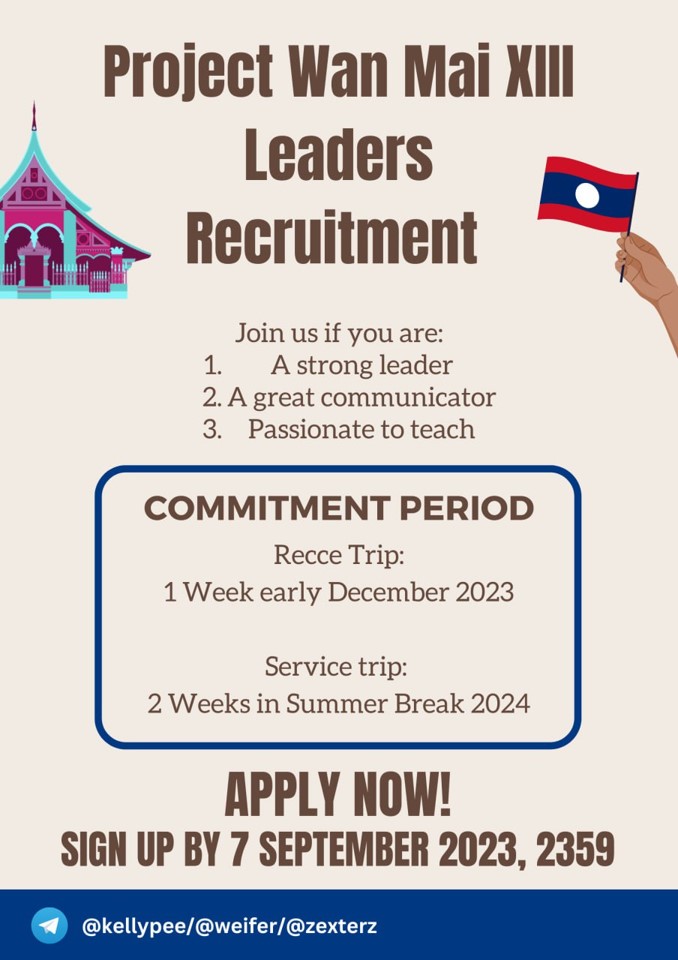 Project Wan Mai XIII
Leaders
Recruitment
Join us if you are:
1. A strong leader
2. A great communicator
3. Passionate to teach
COMMITMENT PERIOD
Recce Trip:
1 Week early December 2023
Service trip:
2 Weeks in Summer Break 2024
APPLY NOW!
SIGN UP BY 7 SEPTEMBER 2023, 2359
@kellypee/@weifer/@zexterz